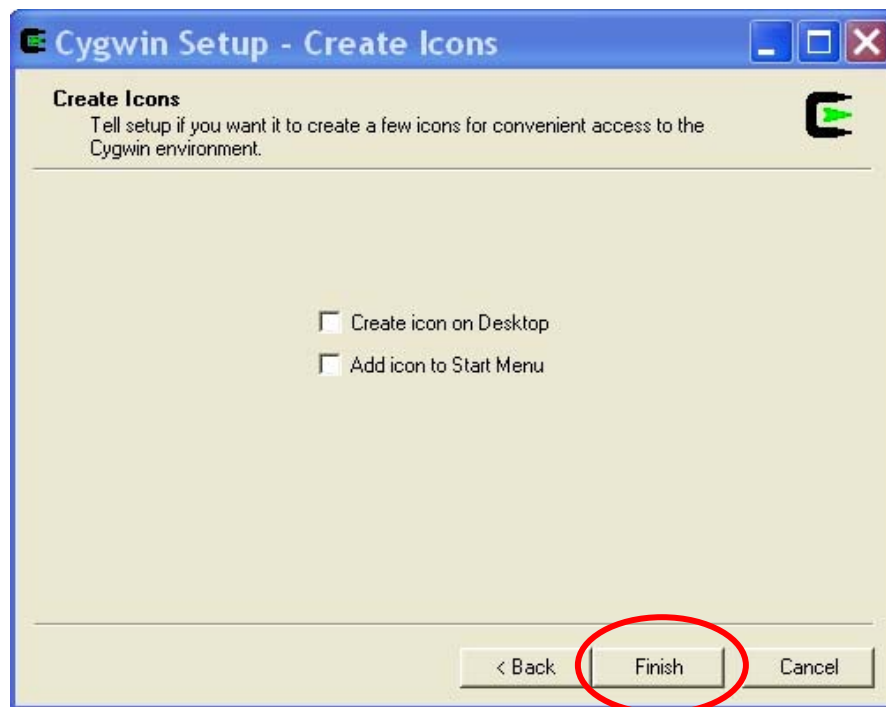 Cygwin Setup - Create Icons
Create Icons
Tell setup if you want it to create a few icons for convenient access to the
Cygwin environment.
Create icon on Desktop
Add icon to Start Menu
< Back Finish Cancel